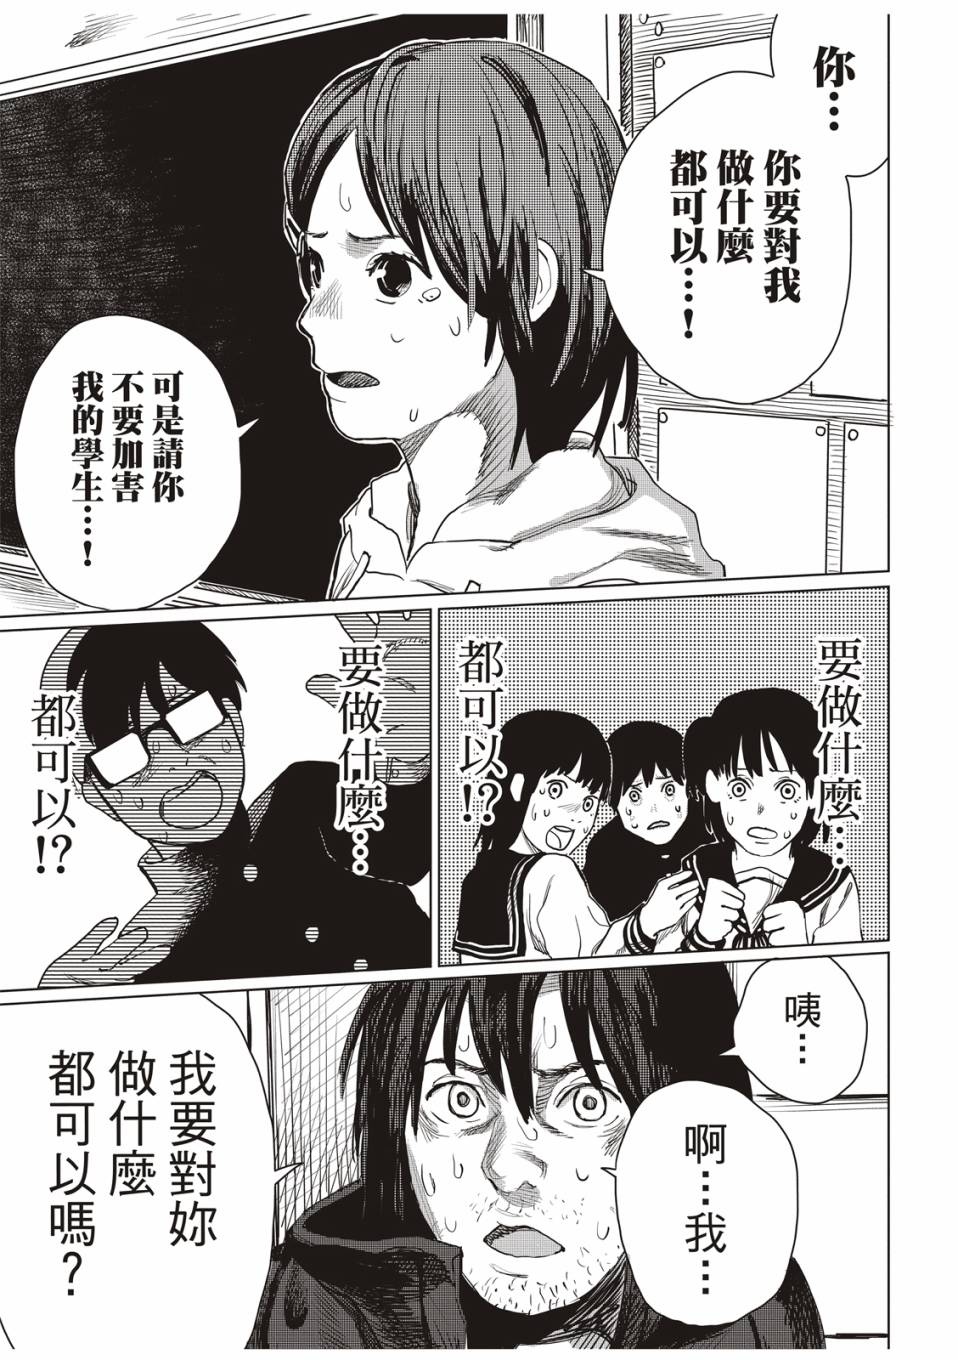 你…
你要對我
做什麼
都可以…！
可是請你
不要加害
我的學生…！
要做什麼…
都可以!?
要做什麼…
都可以!?
咦…
啊…我…
我要對妳
做什麼
都可以嗎？